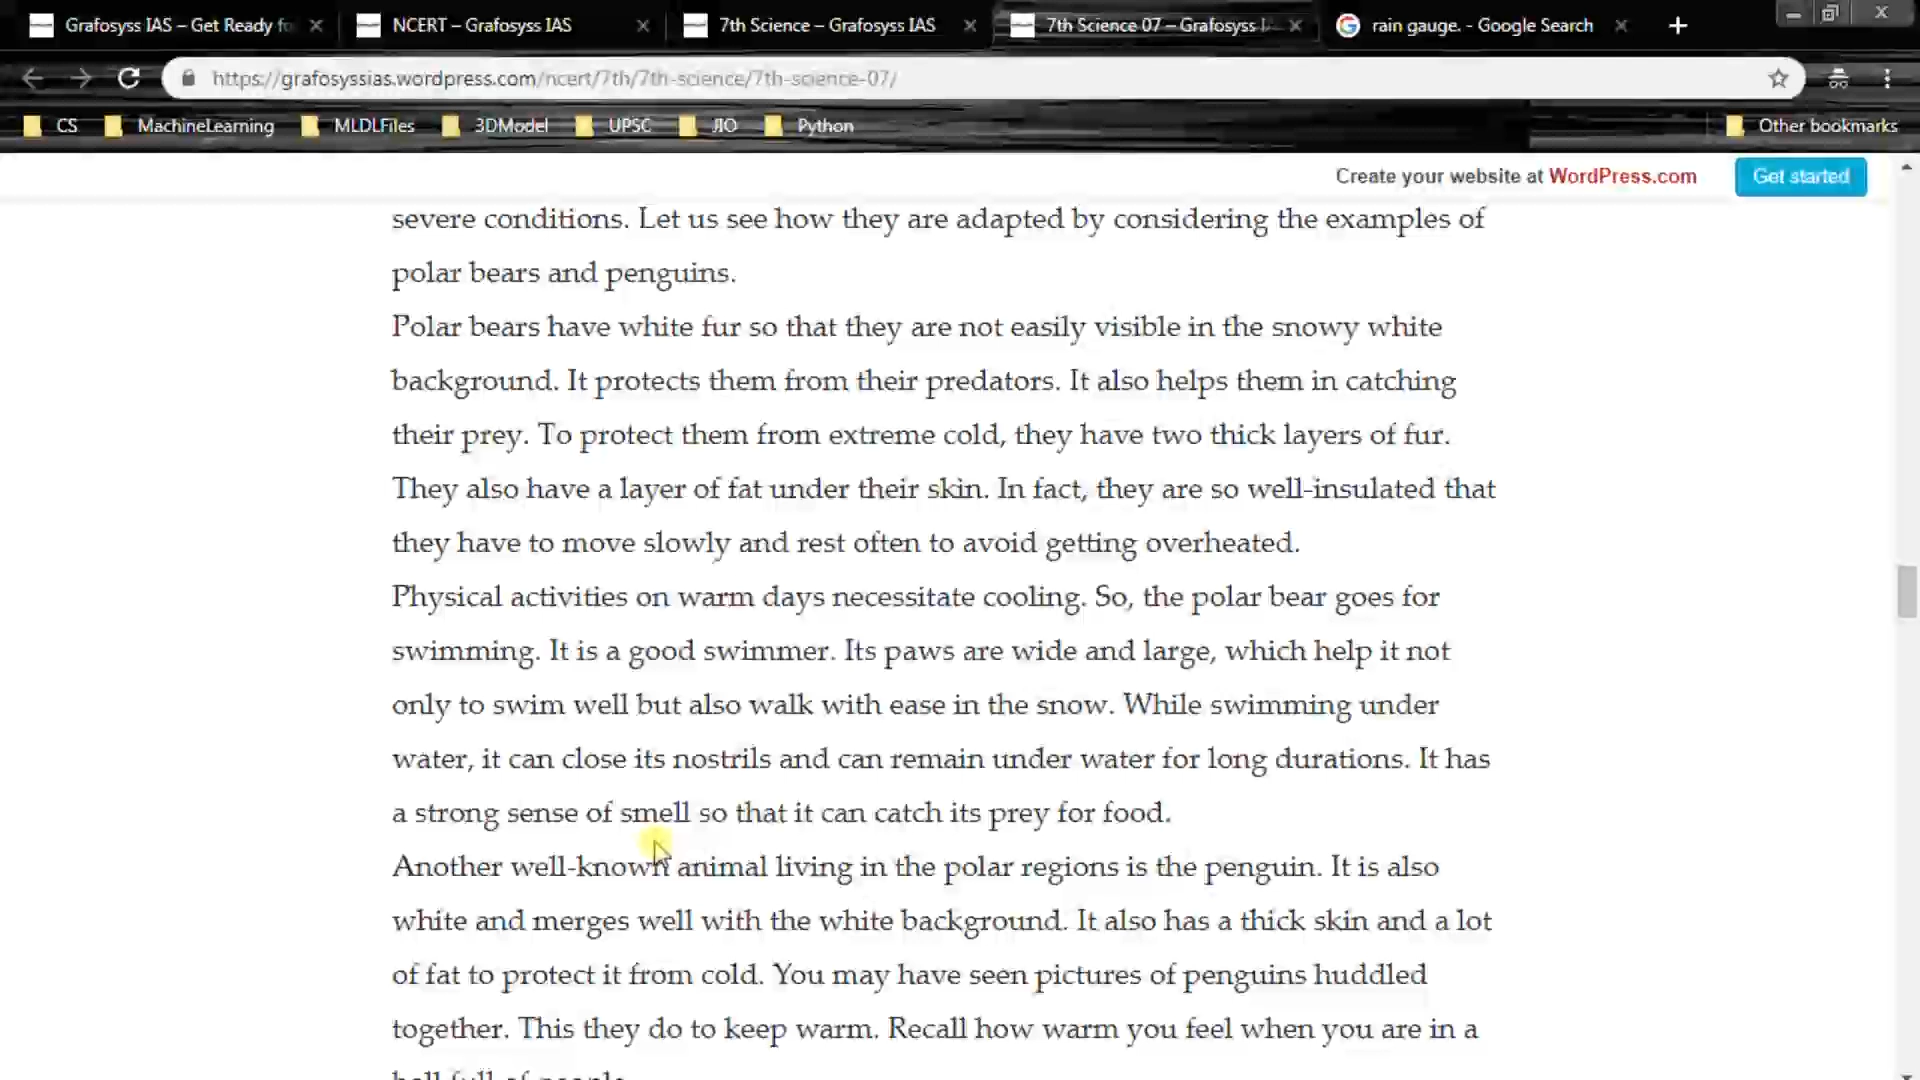 Grafosyss IAS – Get Ready fo
NCERT – Grafosyss IAS
7th Science – Grafosyss IAS
7th Science 07 – Grafosyss I
rain gauge. - Google Search
https://grafosyssias.wordpress.com/ncert/7th/7th-science/7th-science-07/
CS
MachineLearning
MLDLFiles
3DModel
UPSC
JIO
Python
Other bookmarks
Create your website at WordPress.com
Get started
severe conditions. Let us see how they are adapted by considering the examples of
polar bears and penguins.
Polar bears have white fur so that they are not easily visible in the snowy white
background. It protects them from their predators. It also helps them in catching
their prey. To protect them from extreme cold, they have two thick layers of fur.
They also have a layer of fat under their skin. In fact, they are so well-insulated that
they have to move slowly and rest often to avoid getting overheated.
Physical activities on warm days necessitate cooling. So, the polar bear goes for
swimming. It is a good swimmer. Its paws are wide and large, which help it not
only to swim well but also walk with ease in the snow. While swimming under
water, it can close its nostrils and can remain under water for long durations. It has
a strong sense of smell so that it can catch its prey for food.
Another well-known animal living in the polar regions is the penguin. It is also
white and merges well with the white background. It also has a thick skin and a lot
of fat to protect it from cold. You may have seen pictures of penguins huddled
together. This they do to keep warm. Recall how warm you feel when you are in a
hall full of people.